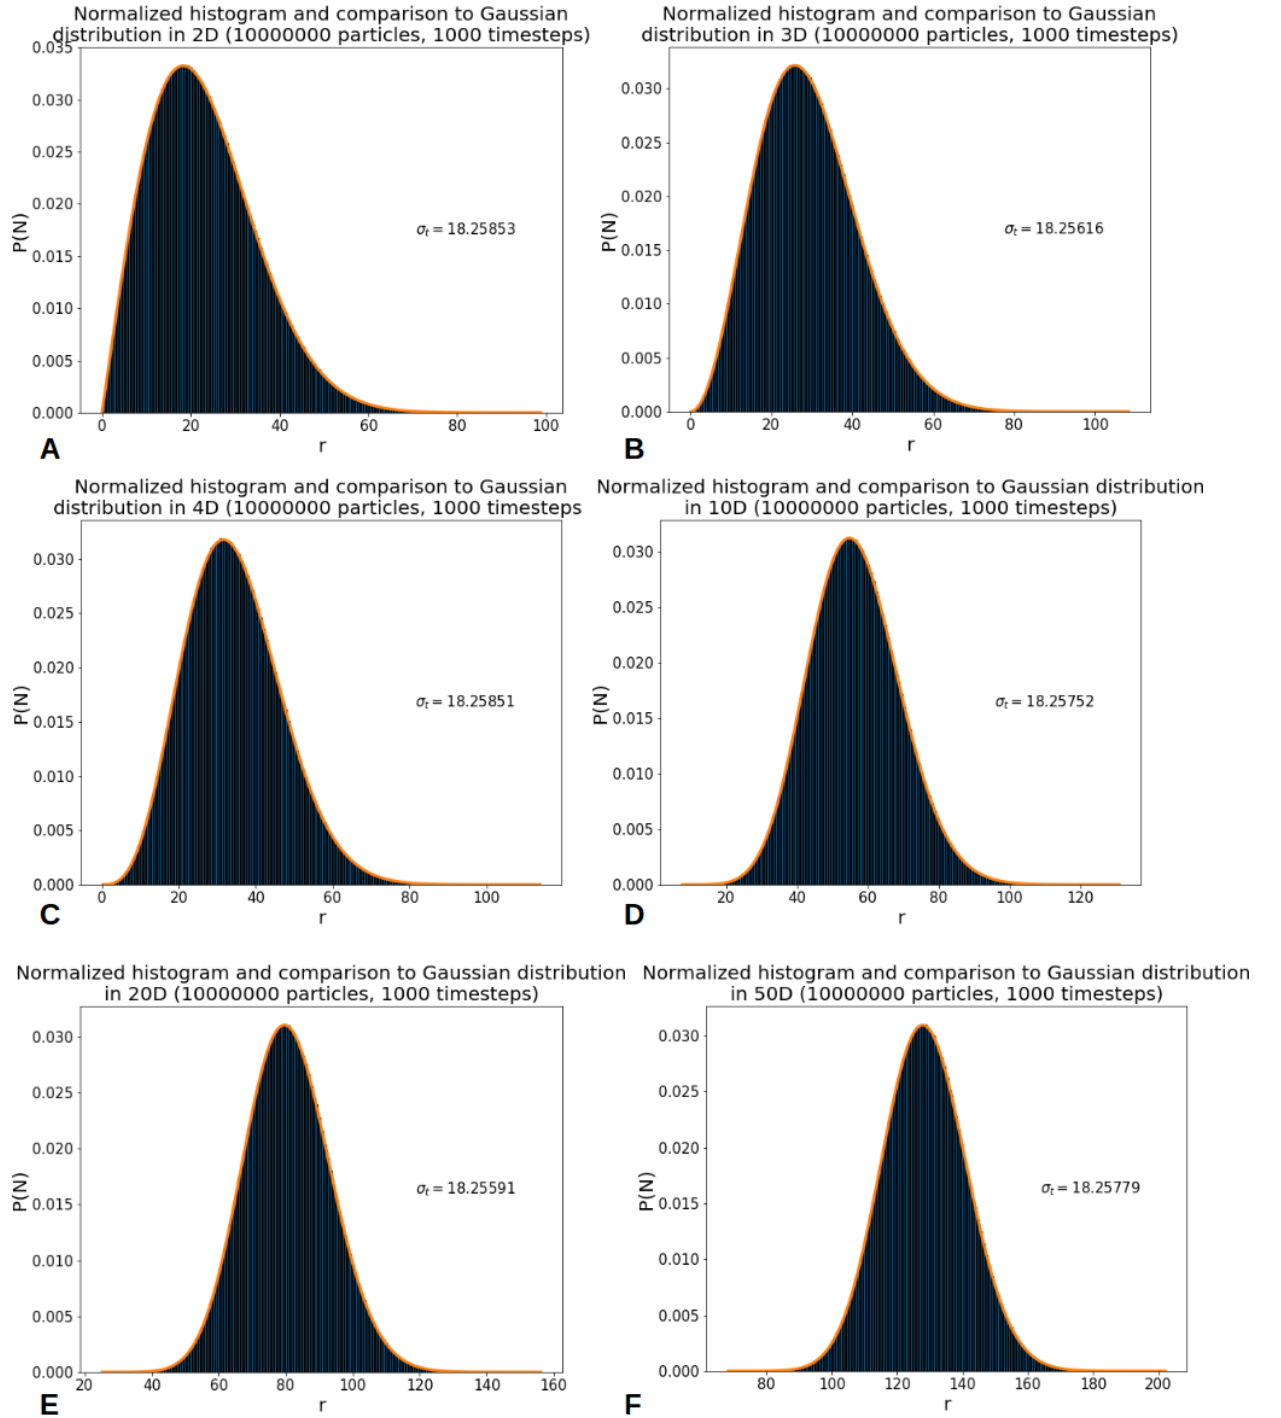 Normalized histogram and comparison to Gaussian
distribution in 2D (10000000 particles, 1000 timesteps)
0.035
0.030
0.025
0.020
0.015
0.010
0.005
0.000
P(N)
σt = 18.25853
0 20 40 60 80 100
r
A
Normalized histogram and comparison to Gaussian
distribution in 3D (10000000 particles, 1000 timesteps)
0.030
0.025
0.020
0.015
0.010
0.005
0.000
P(N)
σt = 18.25616
0 20 40 60 80 100
r
B
Normalized histogram and comparison to Gaussian
distribution in 4D (10000000 particles, 1000 timesteps
0.030
0.025
0.020
0.015
0.010
0.005
0.000
P(N)
σt = 18.25851
0 20 40 60 80 100
r
C
Normalized histogram and comparison to Gaussian distribution
in 10D (10000000 particles, 1000 timesteps)
0.030
0.025
0.020
0.015
0.010
0.005
0.000
P(N)
σt = 18.25752
20 40 60 80 100 120
r
D
Normalized histogram and comparison to Gaussian distribution
in 20D (10000000 particles, 1000 timesteps)
0.030
0.025
0.020
0.015
0.010
0.005
0.000
P(N)
σt = 18.25591
20 40 60 80 100 120 140 160
r
E
Normalized histogram and comparison to Gaussian distribution
in 50D (10000000 particles, 1000 timesteps)
0.030
0.025
0.020
0.015
0.010
0.005
0.000
P(N)
σt = 18.25779
80 100 120 140 160 180 200
r
F